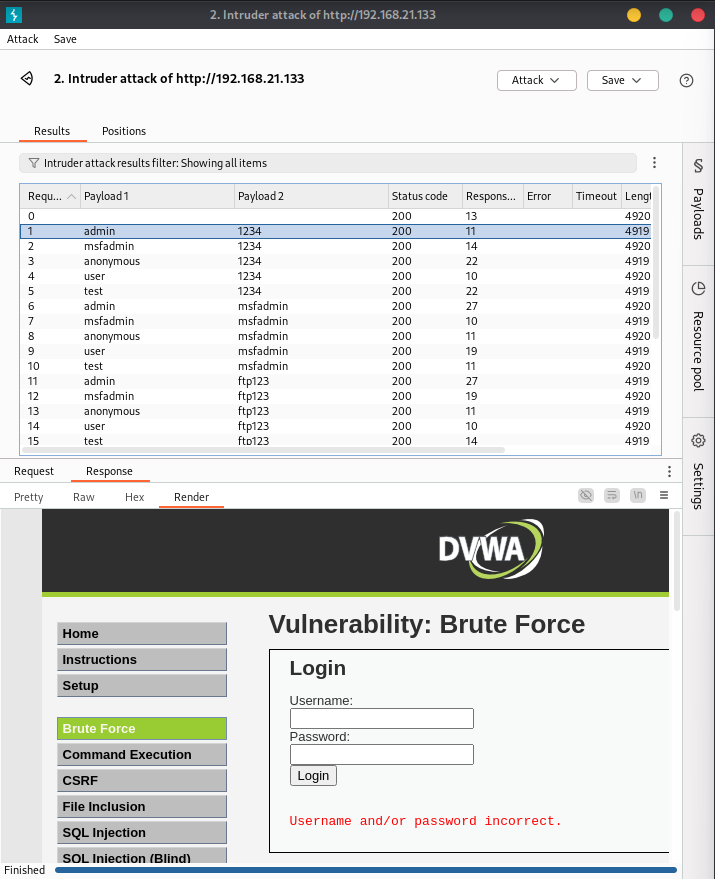 2. Intruder attack of http://192.168.21.133
Attack Save
2. Intruder attack of http://192.168.21.133
Attack Save ?
Results Positions
Intruder attack results filter: Showing all items
Requ... Payload 1 Payload 2 Status code Respons... Error Timeout Lengt
0 200 13 4920
1 admin 1234 200 11 4919
2 msfadmin 1234 200 14 4920
3 anonymous 1234 200 22 4919
4 user 1234 200 10 4920
5 test 1234 200 22 4919
6 admin msfadmin 200 27 4920
7 msfadmin msfadmin 200 10 4919
8 anonymous msfadmin 200 11 4920
9 user msfadmin 200 19 4919
10 test msfadmin 200 11 4920
11 admin ftp123 200 27 4919
12 msfadmin ftp123 200 19 4920
13 anonymous ftp123 200 11 4919
14 user ftp123 200 10 4920
15 test ftp123 200 14 4919
Payloads
Resource pool
Settings
Request Response
Pretty Raw Hex Render \n
DVWA
Home
Instructions
Setup
Brute Force
Command Execution
CSRF
File Inclusion
SQL Injection
SQL Injection (Blind)
Vulnerability: Brute Force
Login
Username:
Password:
Login
Username and/or password incorrect.
Finished